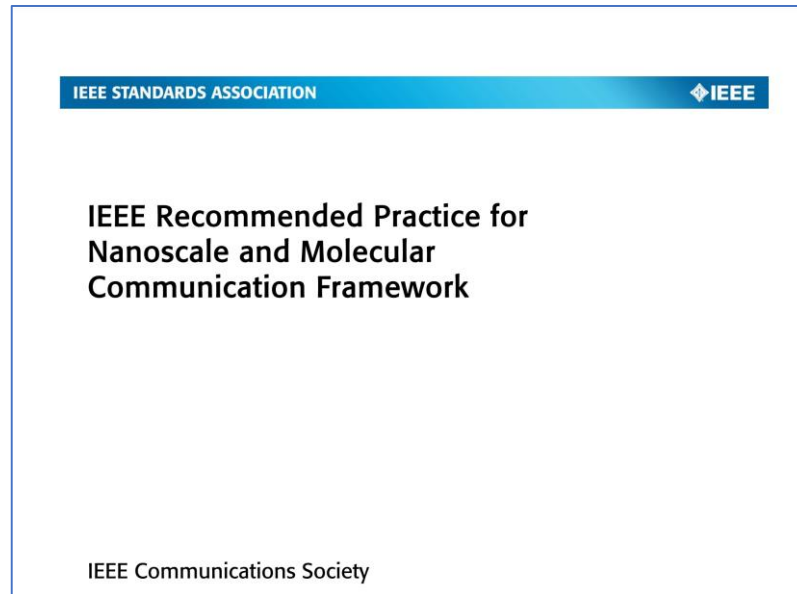 IEEE STANDARDS ASSOCIATION IEEE
IEEE Recommended Practice for
Nanoscale and Molecular
Communication Framework
IEEE Communications Society